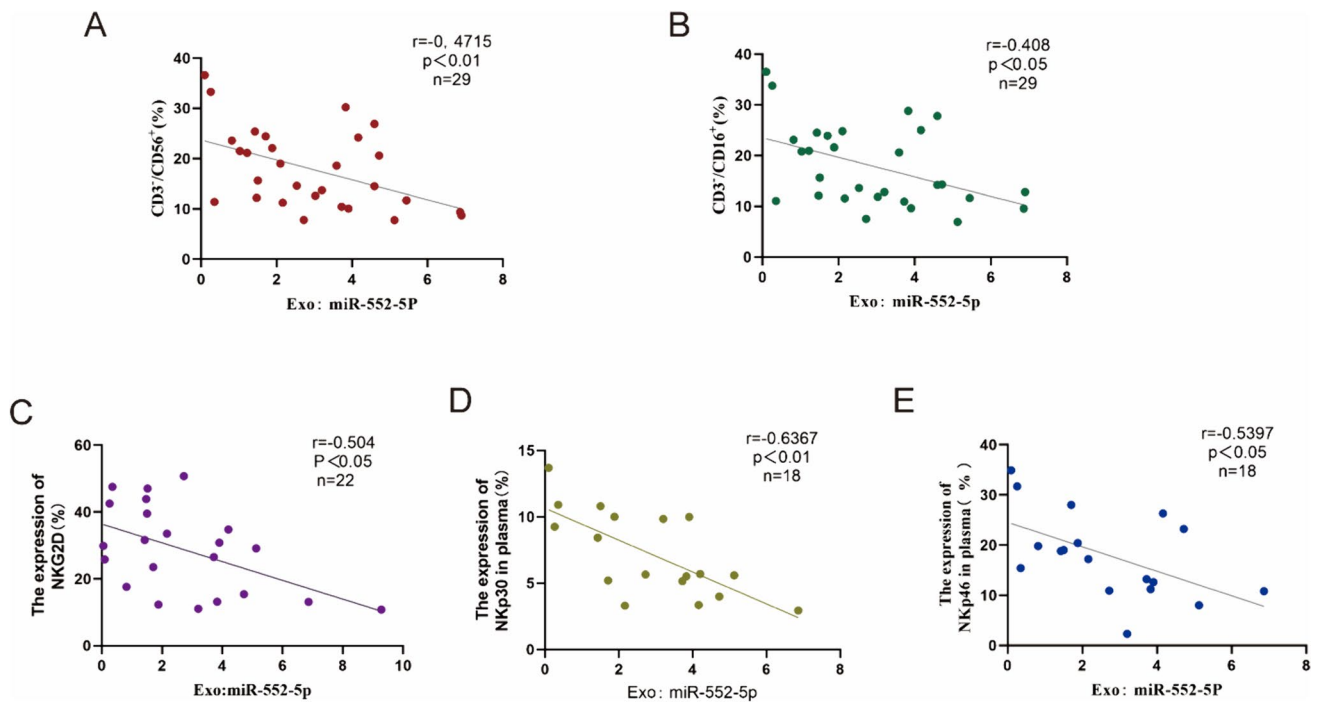 A
r=-0, 4715
p<0.01
n=29
CD3⁻/CD56⁺(%)
40
30
20
10
0
0 2 4 6 8
Exo: miR-552-5P
B
r=-0.408
p<0.05
n=29
CD3⁻/CD16⁺(%)
40
30
20
10
0
0 2 4 6 8
Exo: miR-552-5p
C
r=-0.504
P<0.05
n=22
The expression of
NKG2D(%)
60
40
20
0
0 2 4 6 8 10
Exo:miR-552-5p
D
r=-0.6367
p<0.01
n=18
The expression of
NKp30 in plasma(%)
15
10
5
0
0 2 4 6 8
Exo: miR-552-5p
E
r=-0.5397
p<0.05
n=18
The expression of
NKp46 in plasma( %)
40
30
20
10
0
0 2 4 6 8
Exo: miR-552-5P